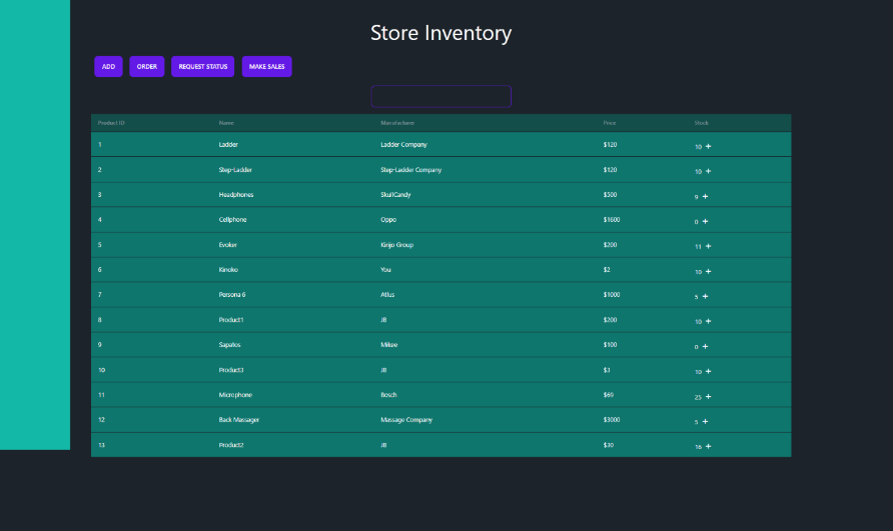 Store Inventory
ADD ORDER REQUEST STATUS MAKE SALES
Product ID Name Manufacturer Price Stock
1 Ladder Ladder Company $120 10 +
2 Step-Ladder Step-Ladder Company $120 10 +
3 Headphones SkullCandy $500 9 +
4 Cellphone Oppo $1600 0 +
5 Evoker Kirijo Group $200 11 +
6 Kinoko You $2 10 +
7 Persona 6 Atlus $1000 5 +
8 Product1 JB $200 10 +
9 Sapatos Mikee $100 0 +
10 Product3 JB $3 10 +
11 Microphone Bosch $69 25 +
12 Back Massager Massage Company $3000 5 +
13 Product2 JB $30 16 +